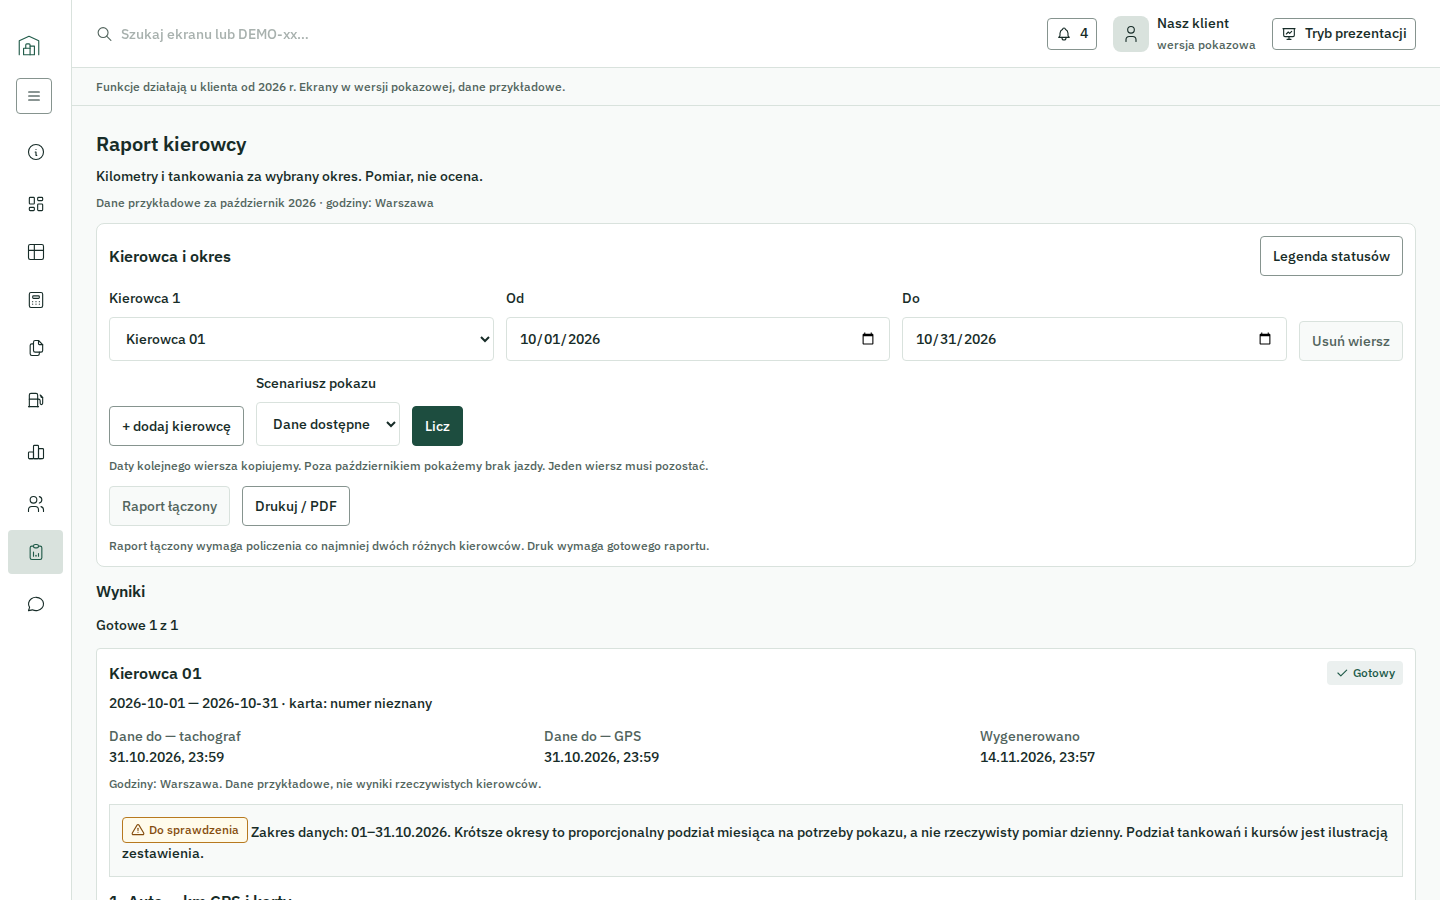 Szukaj ekranu lub DEMO-xx...
4
Nasz klient
wersja pokazowa
Tryb prezentacji
Funkcje działają u klienta od 2026 r. Ekrany w wersji pokazowej, dane przykładowe.
Raport kierowcy
Kilometry i tankowania za wybrany okres. Pomiar, nie ocena.
Dane przykładowe za październik 2026 · godziny: Warszawa
Kierowca i okres
Legenda statusów
Kierowca 1
Od
Do
Kierowca 01
10/01/2026
10/31/2026
Usuń wiersz
Scenariusz pokazu
+ dodaj kierowcę
Dane dostępne
Licz
Daty kolejnego wiersza kopiujemy. Poza październikiem pokażemy brak jazdy. Jeden wiersz musi pozostać.
Raport łączony
Drukuj / PDF
Raport łączony wymaga policzenia co najmniej dwóch różnych kierowców. Druk wymaga gotowego raportu.
Wyniki
Gotowe 1 z 1
Kierowca 01
Gotowy
2026-10-01 — 2026-10-31 · karta: numer nieznany
Dane do — tachograf
Dane do — GPS
Wygenerowano
31.10.2026, 23:59
31.10.2026, 23:59
14.11.2026, 23:57
Godziny: Warszawa. Dane przykładowe, nie wyniki rzeczywistych kierowców.
Do sprawdzenia Zakres danych: 01–31.10.2026. Krótsze okresy to proporcjonalny podział miesiąca na potrzeby pokazu, a nie rzeczywisty pomiar dzienny. Podział tankowań i kursów jest ilustracją
zestawienia.
1. Auto — km GPS i karty